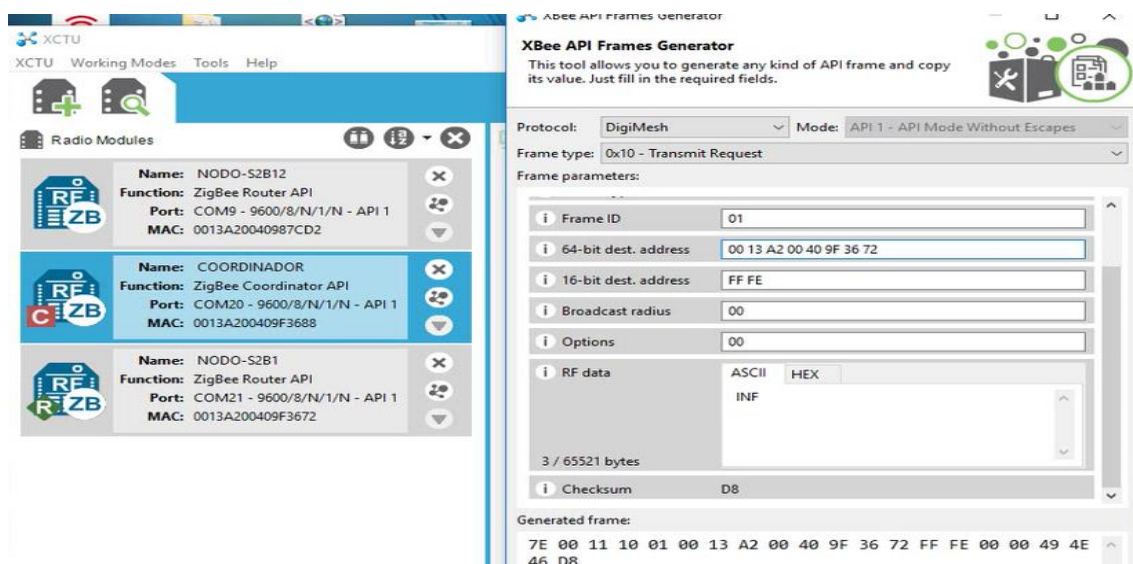 XCTU
XCTU Working Modes Tools Help
Radio Modules
RF ZB
Name: NODO-S2B12
Function: ZigBee Router API
Port: COM9 - 9600/8/N/1/N - API 1
MAC: 0013A20040987CD2
RF C ZB
Name: COORDINADOR
Function: ZigBee Coordinator API
Port: COM20 - 9600/8/N/1/N - API 1
MAC: 0013A200409F3688
RF R ZB
Name: NODO-S2B1
Function: ZigBee Router API
Port: COM21 - 9600/8/N/1/N - API 1
MAC: 0013A200409F3672
XBee API Frames Generator
XBee API Frames Generator
This tool allows you to generate any kind of API frame and copy
its value. Just fill in the required fields.
Protocol: DigiMesh Mode: API 1 - API Mode Without Escapes
Frame type: 0x10 - Transmit Request
Frame parameters:
i Frame ID 01
i 64-bit dest. address 00 13 A2 00 40 9F 36 72
i 16-bit dest. address FF FE
i Broadcast radius 00
i Options 00
i RF data ASCII HEX
INF
3 / 65521 bytes
i Checksum D8
Generated frame:
7E 00 11 10 01 00 13 A2 00 40 9F 36 72 FF FE 00 00 49 4E
46 D8